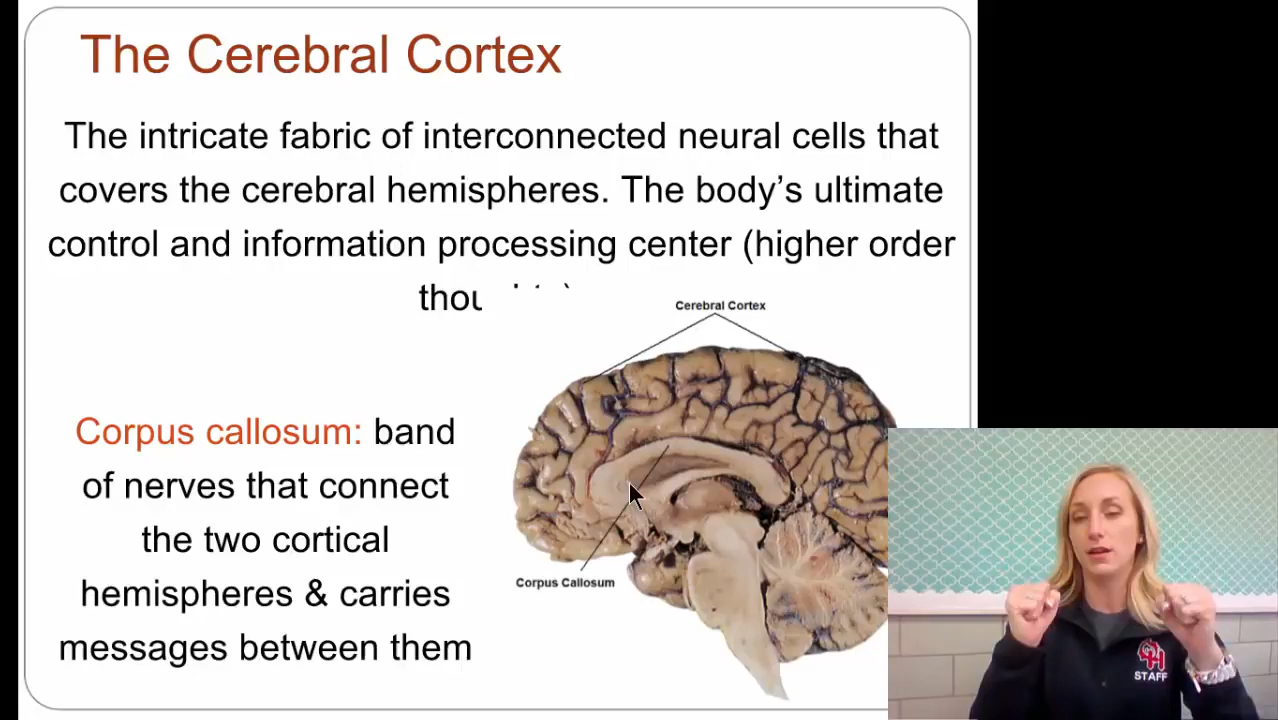 The Cerebral Cortex
The intricate fabric of interconnected neural cells that
covers the cerebral hemispheres. The body’s ultimate
control and information processing center (higher order
Cerebral Cortex
Corpus callosum: band
of nerves that connect
the two cortical
hemispheres & carries
messages between them
Corpus Callosum
STAFF